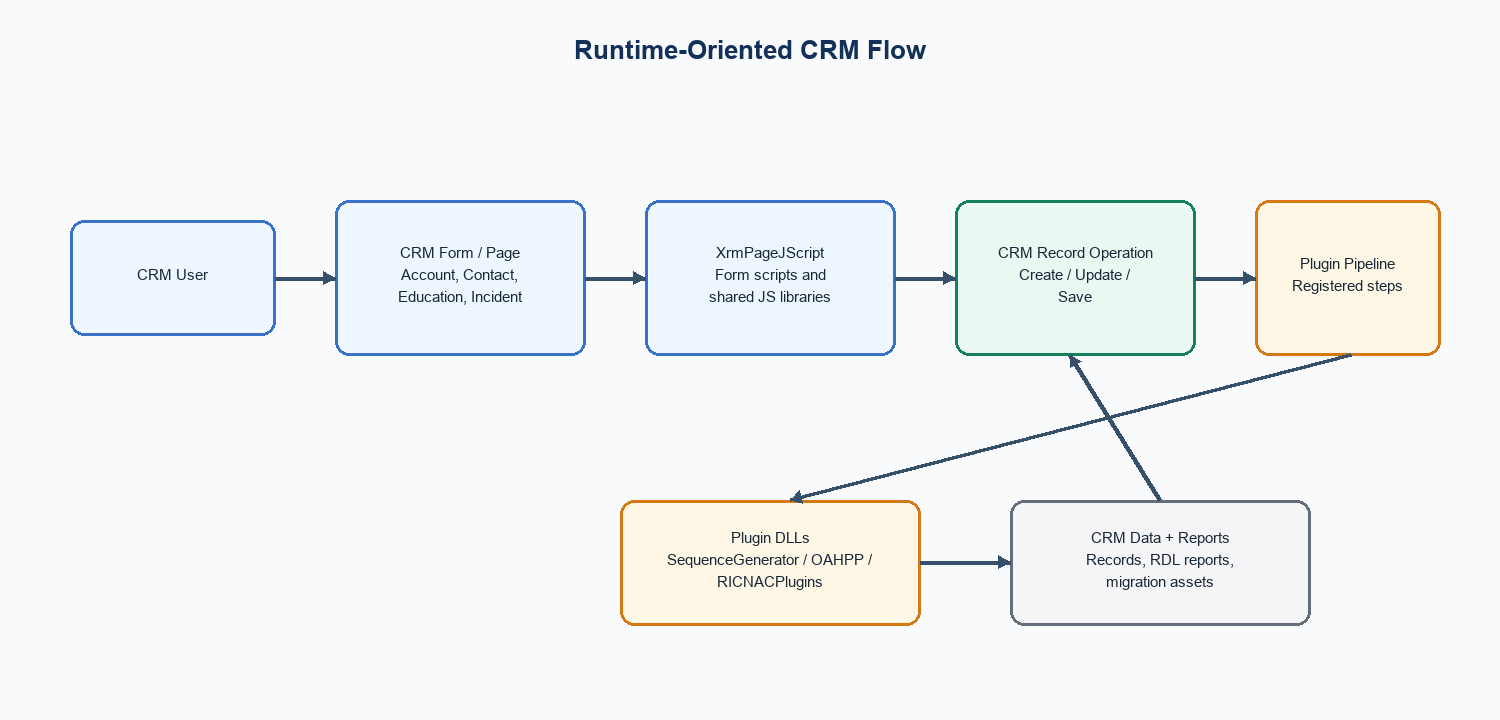 Runtime-Oriented CRM Flow
CRM User
CRM Form / Page
Account, Contact,
Education, Incident
XrmPageJScript
Form scripts and
shared JS libraries
CRM Record Operation
Create / Update /
Save
Plugin Pipeline
Registered steps
Plugin DLLs
SequenceGenerator / OAHPP /
RICNACPlugins
CRM Data + Reports
Records, RDL reports,
migration assets